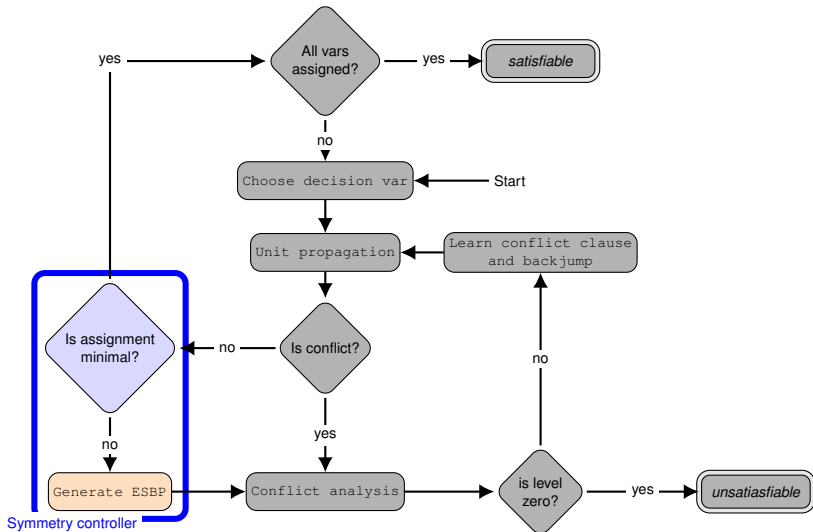 All vars
assigned?
yes
yes
satisfiable
no
Choose decision var
Start
Unit propagation
Learn conflict clause
and backjump
Is assignment
minimal?
no
Is conflict?
no
yes
no
Generate ESBP
Conflict analysis
is level
zero?
yes
unsatiasfiable
Symmetry controller